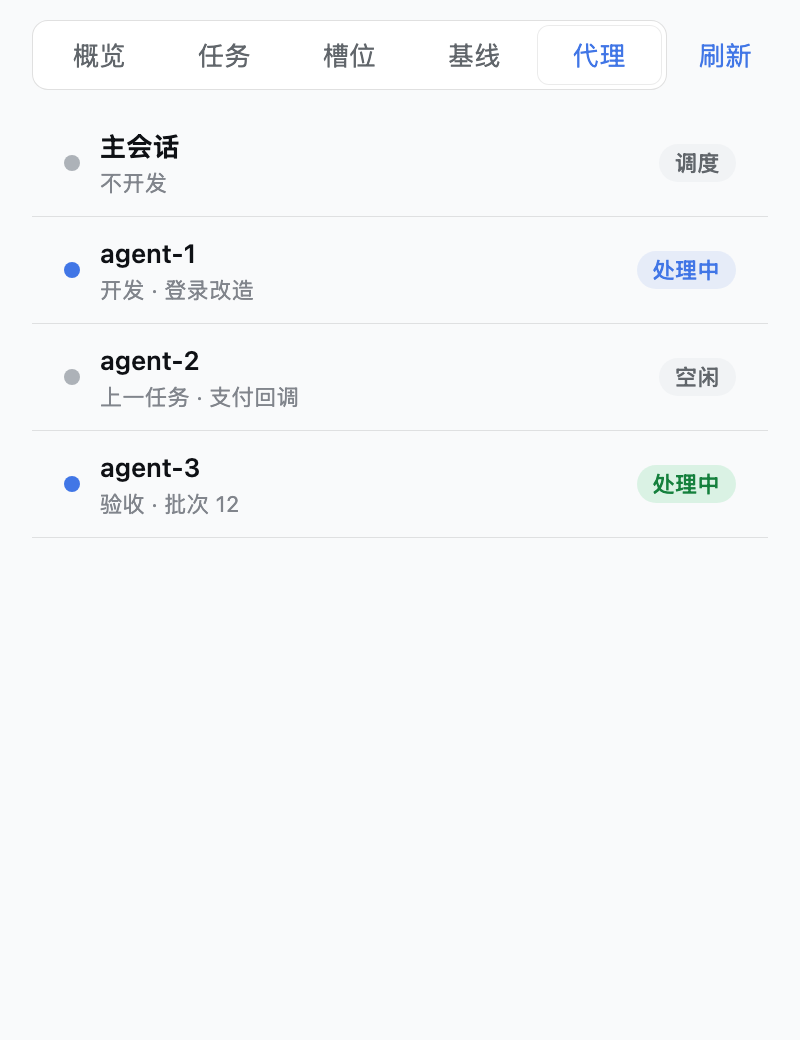 概览 任务 槽位 基线 代理 刷新
主会话
不开发
调度
agent-1
开发 · 登录改造
处理中
agent-2
上一任务 · 支付回调
空闲
agent-3
验收 · 批次 12
处理中